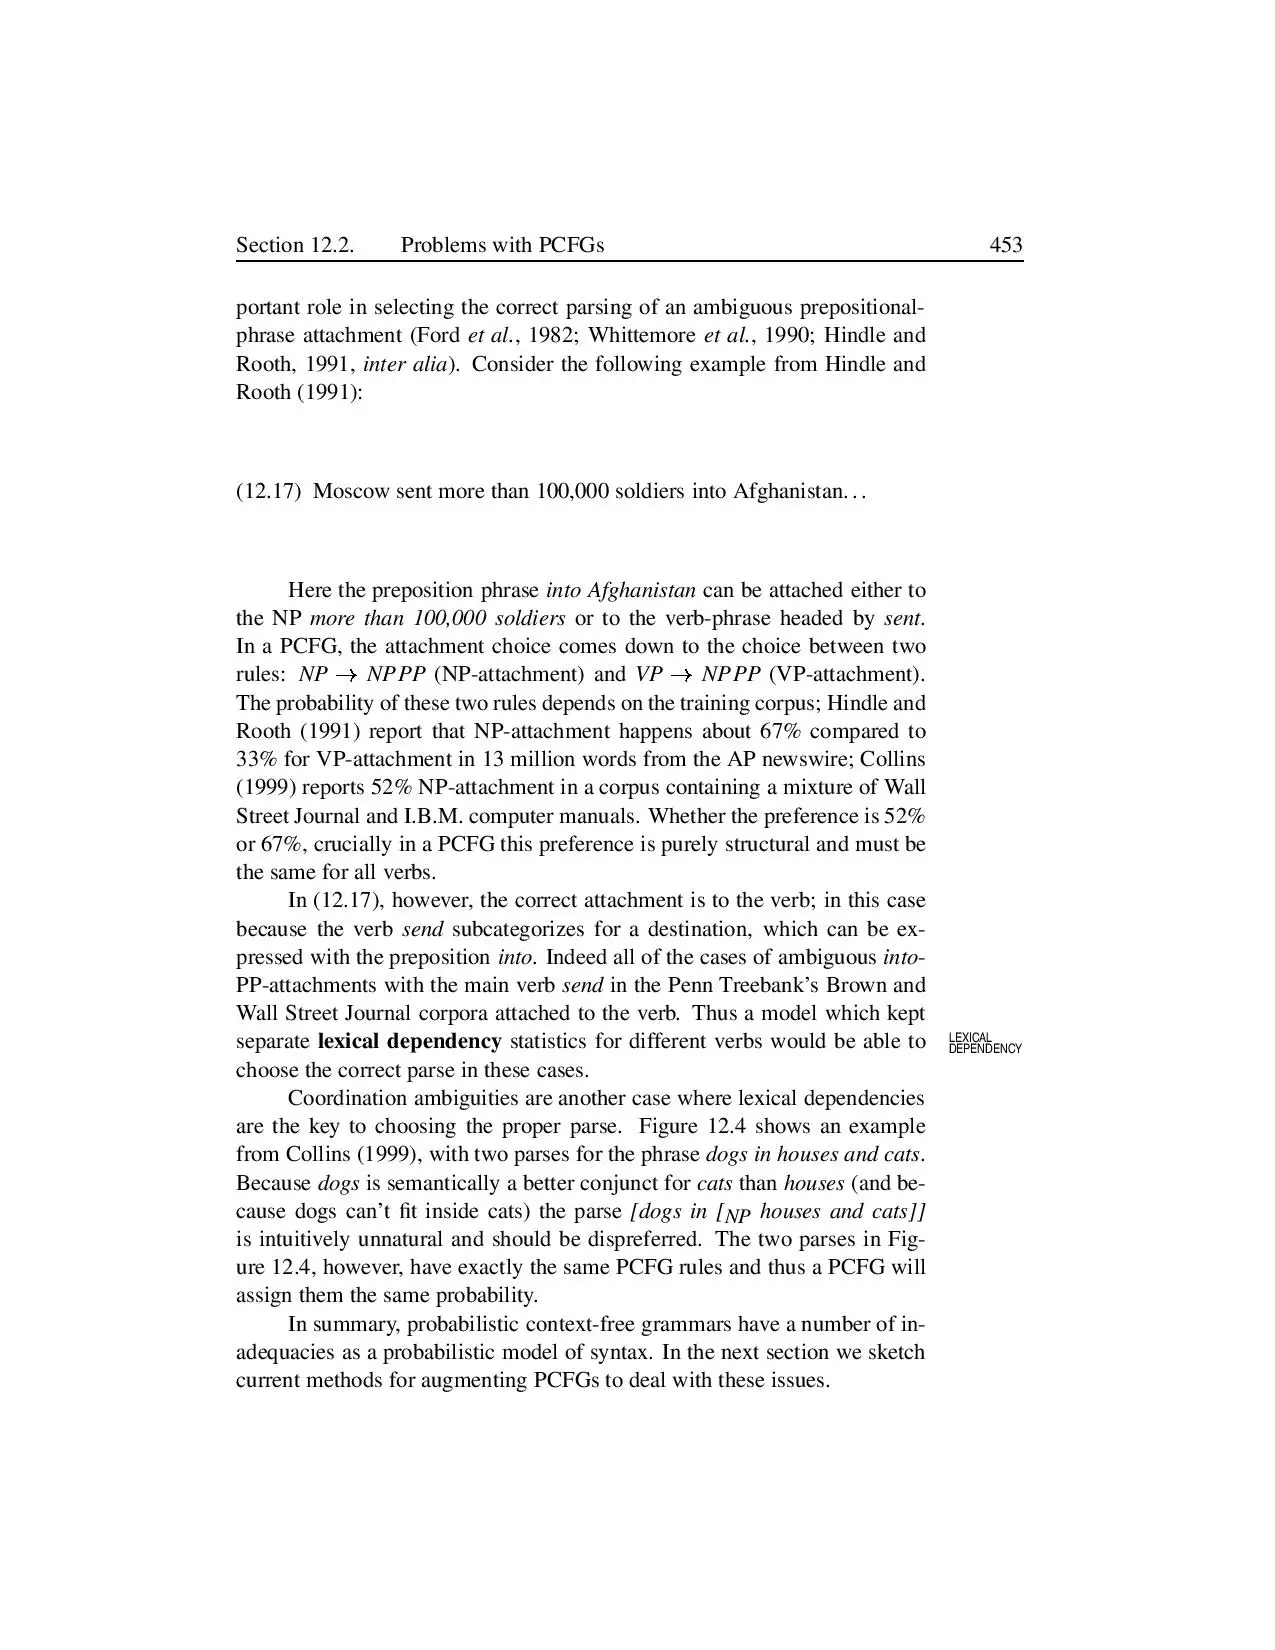 Section 12.2. Problems with PCFGs 453
portant role in selecting the correct parsing of an ambiguous prepositional-
phrase attachment (Ford et al., 1982; Whittemore et al., 1990; Hindle and
Rooth, 1991, inter alia). Consider the following example from Hindle and
Rooth (1991):
(12.17) Moscow sent more than 100,000 soldiers into Afghanistan...
Here the preposition phrase into Afghanistan can be attached either to
the NP more than 100,000 soldiers or to the verb-phrase headed by sent.
In a PCFG, the attachment choice comes down to the choice between two
rules: NP → NP PP (NP-attachment) and VP → NP PP (VP-attachment).
The probability of these two rules depends on the training corpus; Hindle and
Rooth (1991) report that NP-attachment happens about 67% compared to
33% for VP-attachment in 13 million words from the AP newswire; Collins
(1999) reports 52% NP-attachment in a corpus containing a mixture of Wall
Street Journal and I.B.M. computer manuals. Whether the preference is 52%
or 67%, crucially in a PCFG this preference is purely structural and must be
the same for all verbs.
In (12.17), however, the correct attachment is to the verb; in this case
because the verb send subcategorizes for a destination, which can be ex-
pressed with the preposition into. Indeed all of the cases of ambiguous into-
PP-attachments with the main verb send in the Penn Treebank's Brown and
Wall Street Journal corpora attached to the verb. Thus a model which kept
separate lexical dependency statistics for different verbs would be able to
LEXICAL
DEPENDENCY
choose the correct parse in these cases.
Coordination ambiguities are another case where lexical dependencies
are the key to choosing the proper parse. Figure 12.4 shows an example
from Collins (1999), with two parses for the phrase dogs in houses and cats.
Because dogs is semantically a better conjunct for cats than houses (and be-
cause dogs can't fit inside cats) the parse [dogs in [NP houses and cats]]
is intuitively unnatural and should be dispreferred. The two parses in Fig-
ure 12.4, however, have exactly the same PCFG rules and thus a PCFG will
assign them the same probability.
In summary, probabilistic context-free grammars have a number of in-
adequacies as a probabilistic model of syntax. In the next section we sketch
current methods for augmenting PCFGs to deal with these issues.